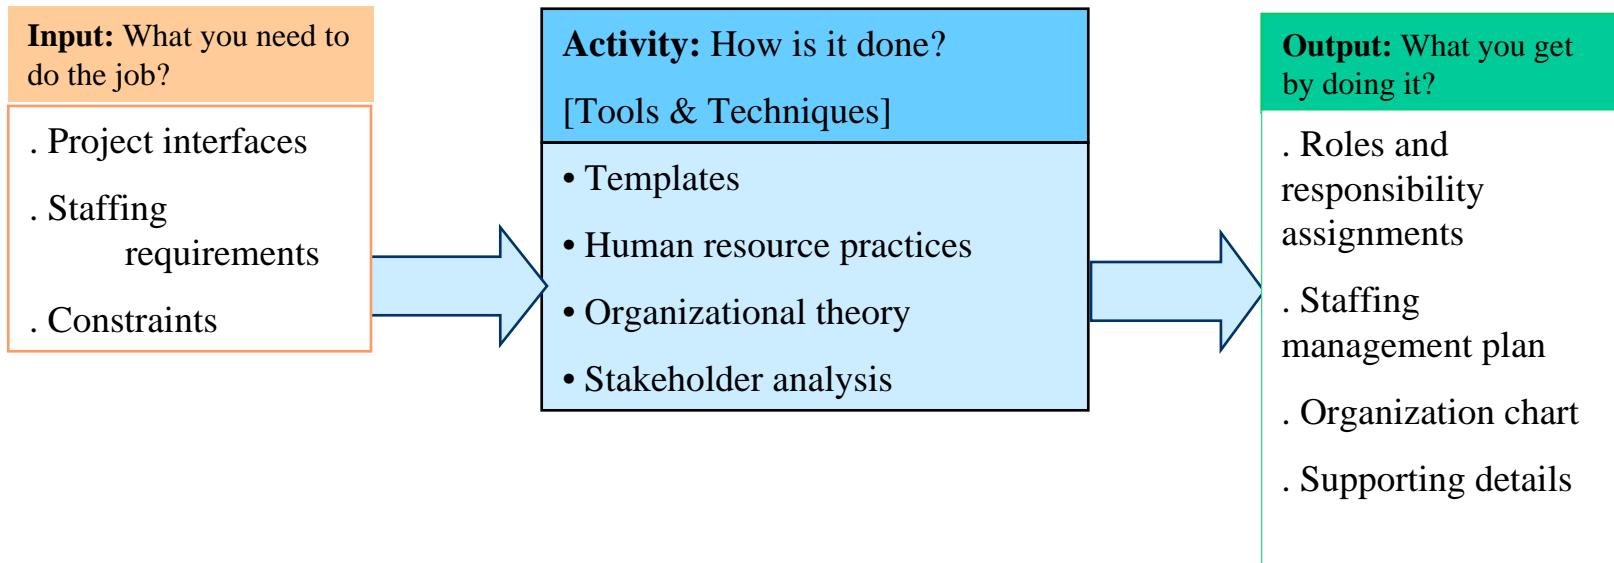 Input: What you need to
do the job?
. Project interfaces
. Staffing
requirements
. Constraints
Activity: How is it done?
[Tools & Techniques]
• Templates
• Human resource practices
• Organizational theory
• Stakeholder analysis
Output: What you get
by doing it?
. Roles and
responsibility
assignments
. Staffing
management plan
. Organization chart
. Supporting details